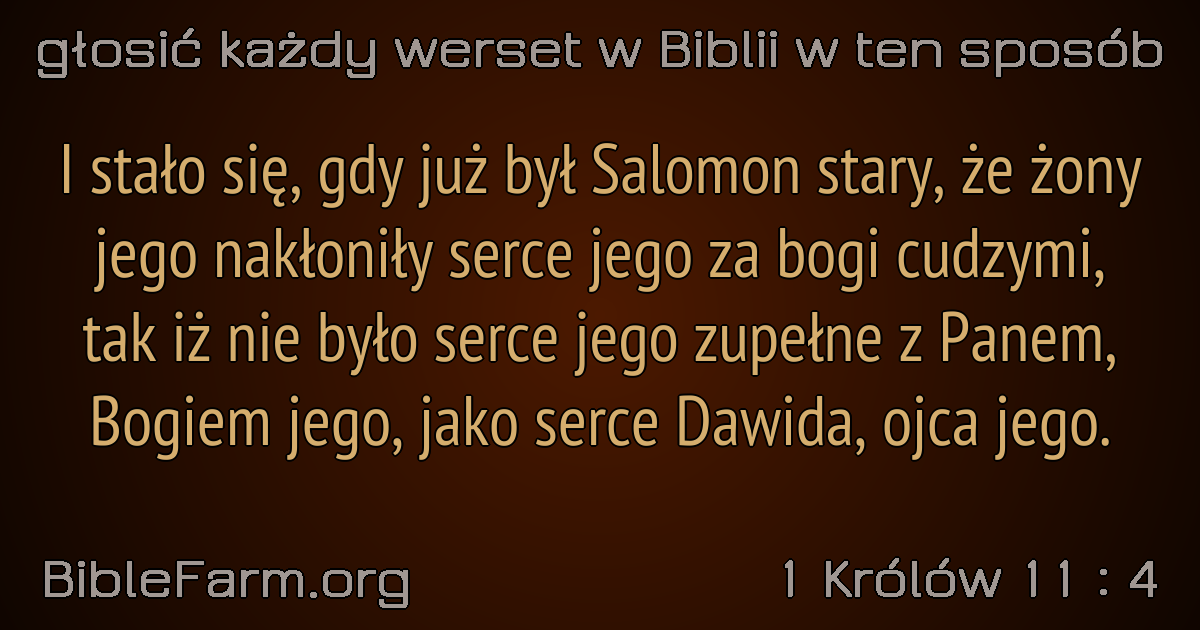 głosić każdy werset w Biblii w ten sposób
I stało się, gdy już był Salomon stary, że żony
jego nakłoniły serce jego za bogi cudzymi,
tak iż nie było serce jego zupełne z Panem,
Bogiem jego, jako serce Dawida, ojca jego.
BibleFarm.org
1 Królów 11 : 4